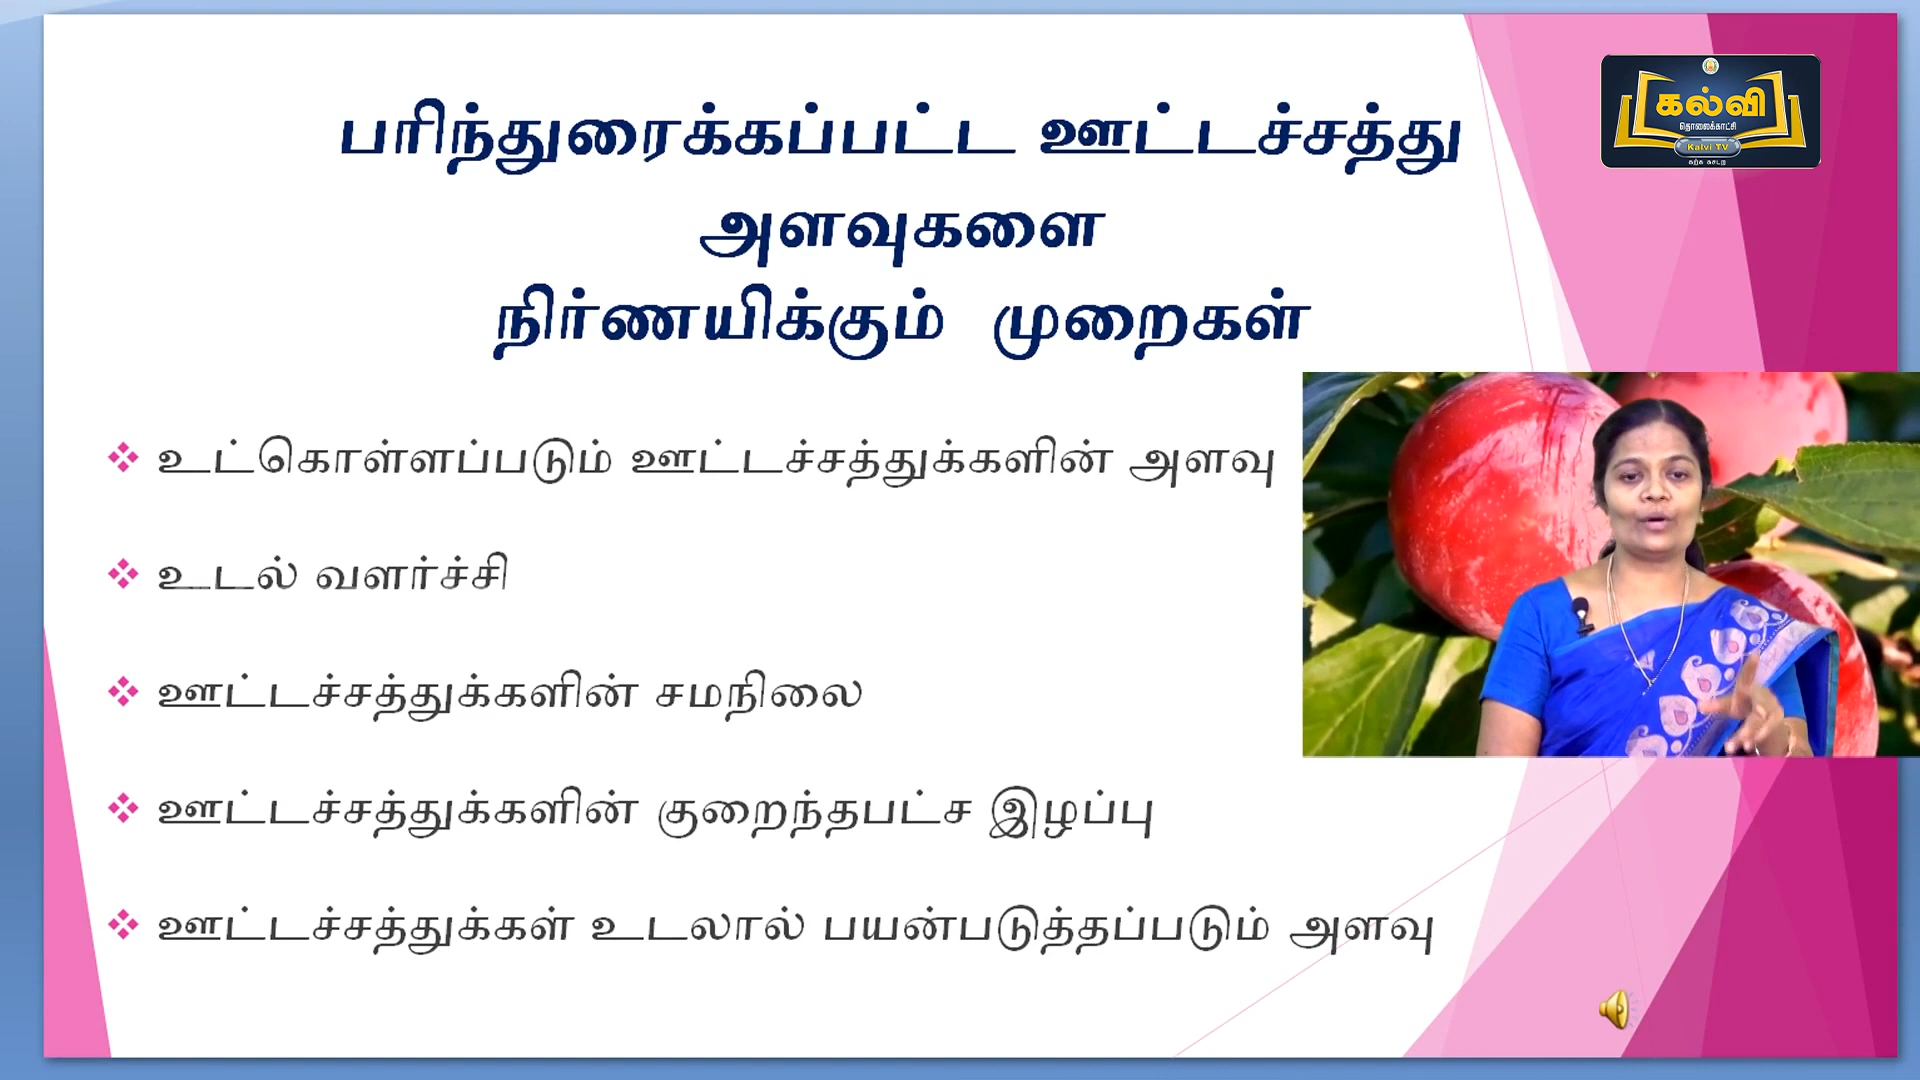 பரிந்துரைக்கப்பட்ட ஊட்டச்சத்து
அளவுகளை
நிர்ணயிக்கும் முறைகள்
கல்வி
தொலைக்காட்சி
Kalvi TV
கற்க கசடற
உட்கொள்ளப்படும் ஊட்டச்சத்துக்களின் அளவு
உடல் வளர்ச்சி
ஊட்டச்சத்துக்களின் சமநிலை
ஊட்டச்சத்துக்களின் குறைந்தபட்ச இழப்பு
ஊட்டச்சத்துக்கள் உடலால் பயன்படுத்தப்படும் அளவு